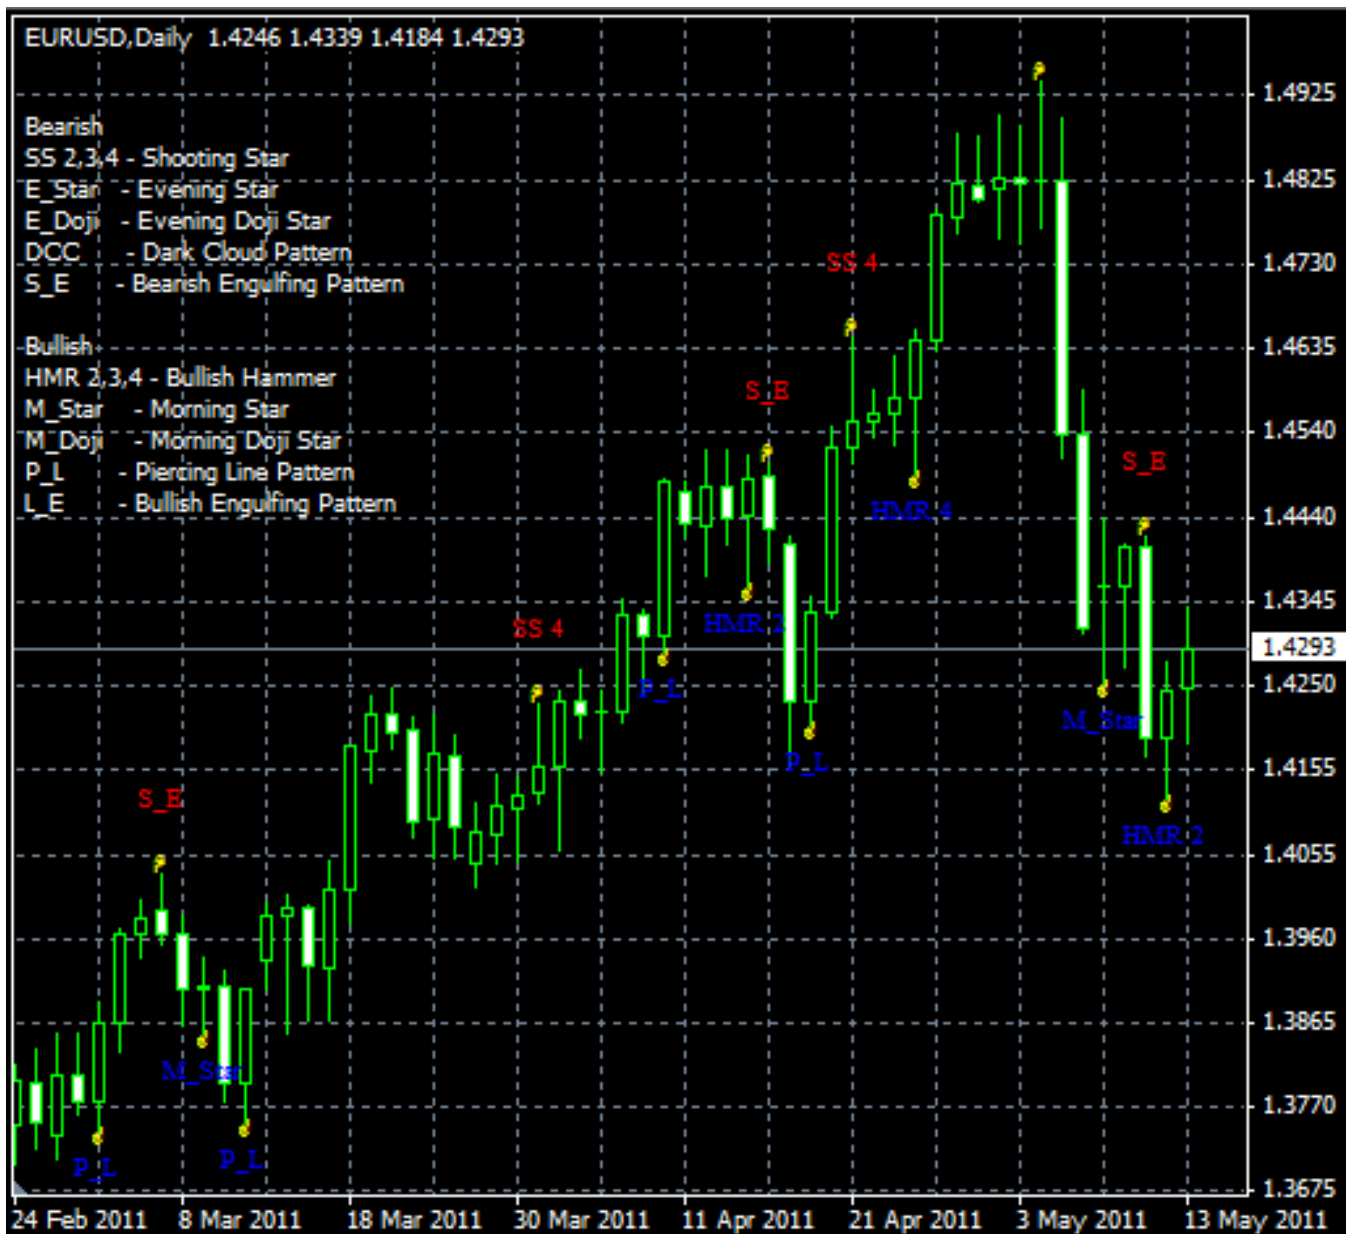 EURUSD,Daily 1.4246 1.4339 1.4184 1.4293
Bearish
SS 2,3,4 - Shooting Star
E_Star - Evening Star
E_Doji - Evening Doji Star
DCC - Dark Cloud Pattern
S_E - Bearish Engulfing Pattern
Bullish
HMR 2,3,4 - Bullish Hammer
M_Star - Morning Star
M_Doji - Morning Doji Star
P_L - Piercing Line Pattern
L_E - Bullish Engulfing Pattern
SS 4
S_E
S_E
HMR 4
HMR 2
SS 4
P_L
M_Star
P_L
S_E
HMR 2
M_Star
P_L
P_L
1.4925
1.4825
1.4730
1.4635
1.4540
1.4440
1.4345
1.4293
1.4250
1.4155
1.4055
1.3960
1.3865
1.3770
1.3675
24 Feb 2011 8 Mar 2011 18 Mar 2011 30 Mar 2011 11 Apr 2011 21 Apr 2011 3 May 2011 13 May 2011